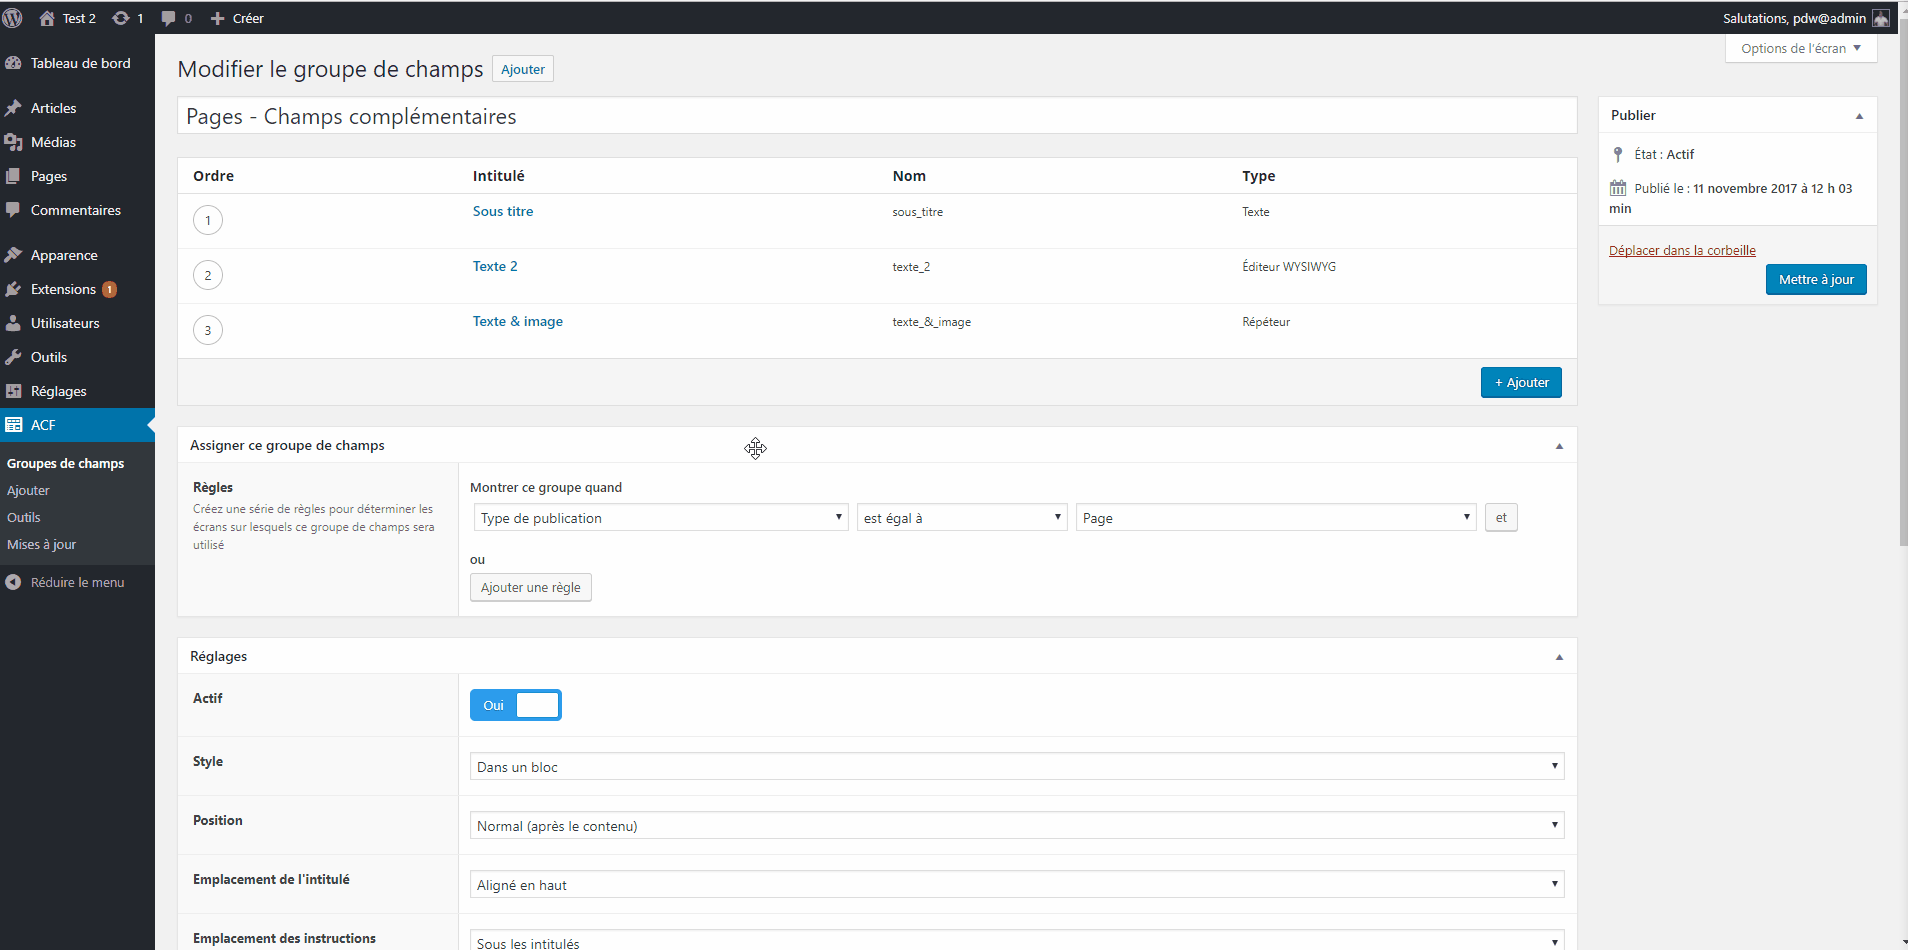 Test 2 1 0 Créer Salutations, pdw@admin
Options de l'écran
Tableau de bord
Articles
Médias
Pages
Commentaires
Apparence
Extensions 1
Utilisateurs
Outils
Réglages
ACF
Groupes de champs
Ajouter
Outils
Mises à jour
Réduire le menu
Modifier le groupe de champs Ajouter
Pages - Champs complémentaires
Ordre Intitulé Nom Type
1 Sous titre sous_titre Texte
2 Texte 2 texte_2 Éditeur WYSIWYG
3 Texte & image texte_&_image Répéteur
+ Ajouter
Assigner ce groupe de champs
Règles
Créez une série de règles pour déterminer les
écrans sur lesquels ce groupe de champs sera
utilisé
Montrer ce groupe quand
Type de publication est égal à Page et
ou
Ajouter une règle
Réglages
Actif Oui
Style Dans un bloc
Position Normal (après le contenu)
Emplacement de l'intitulé Aligné en haut
Emplacement des instructions Sous les intitulés
Publier
État : Actif
Publié le : 11 novembre 2017 à 12 h 03
min
Déplacer dans la corbeille
Mettre à jour